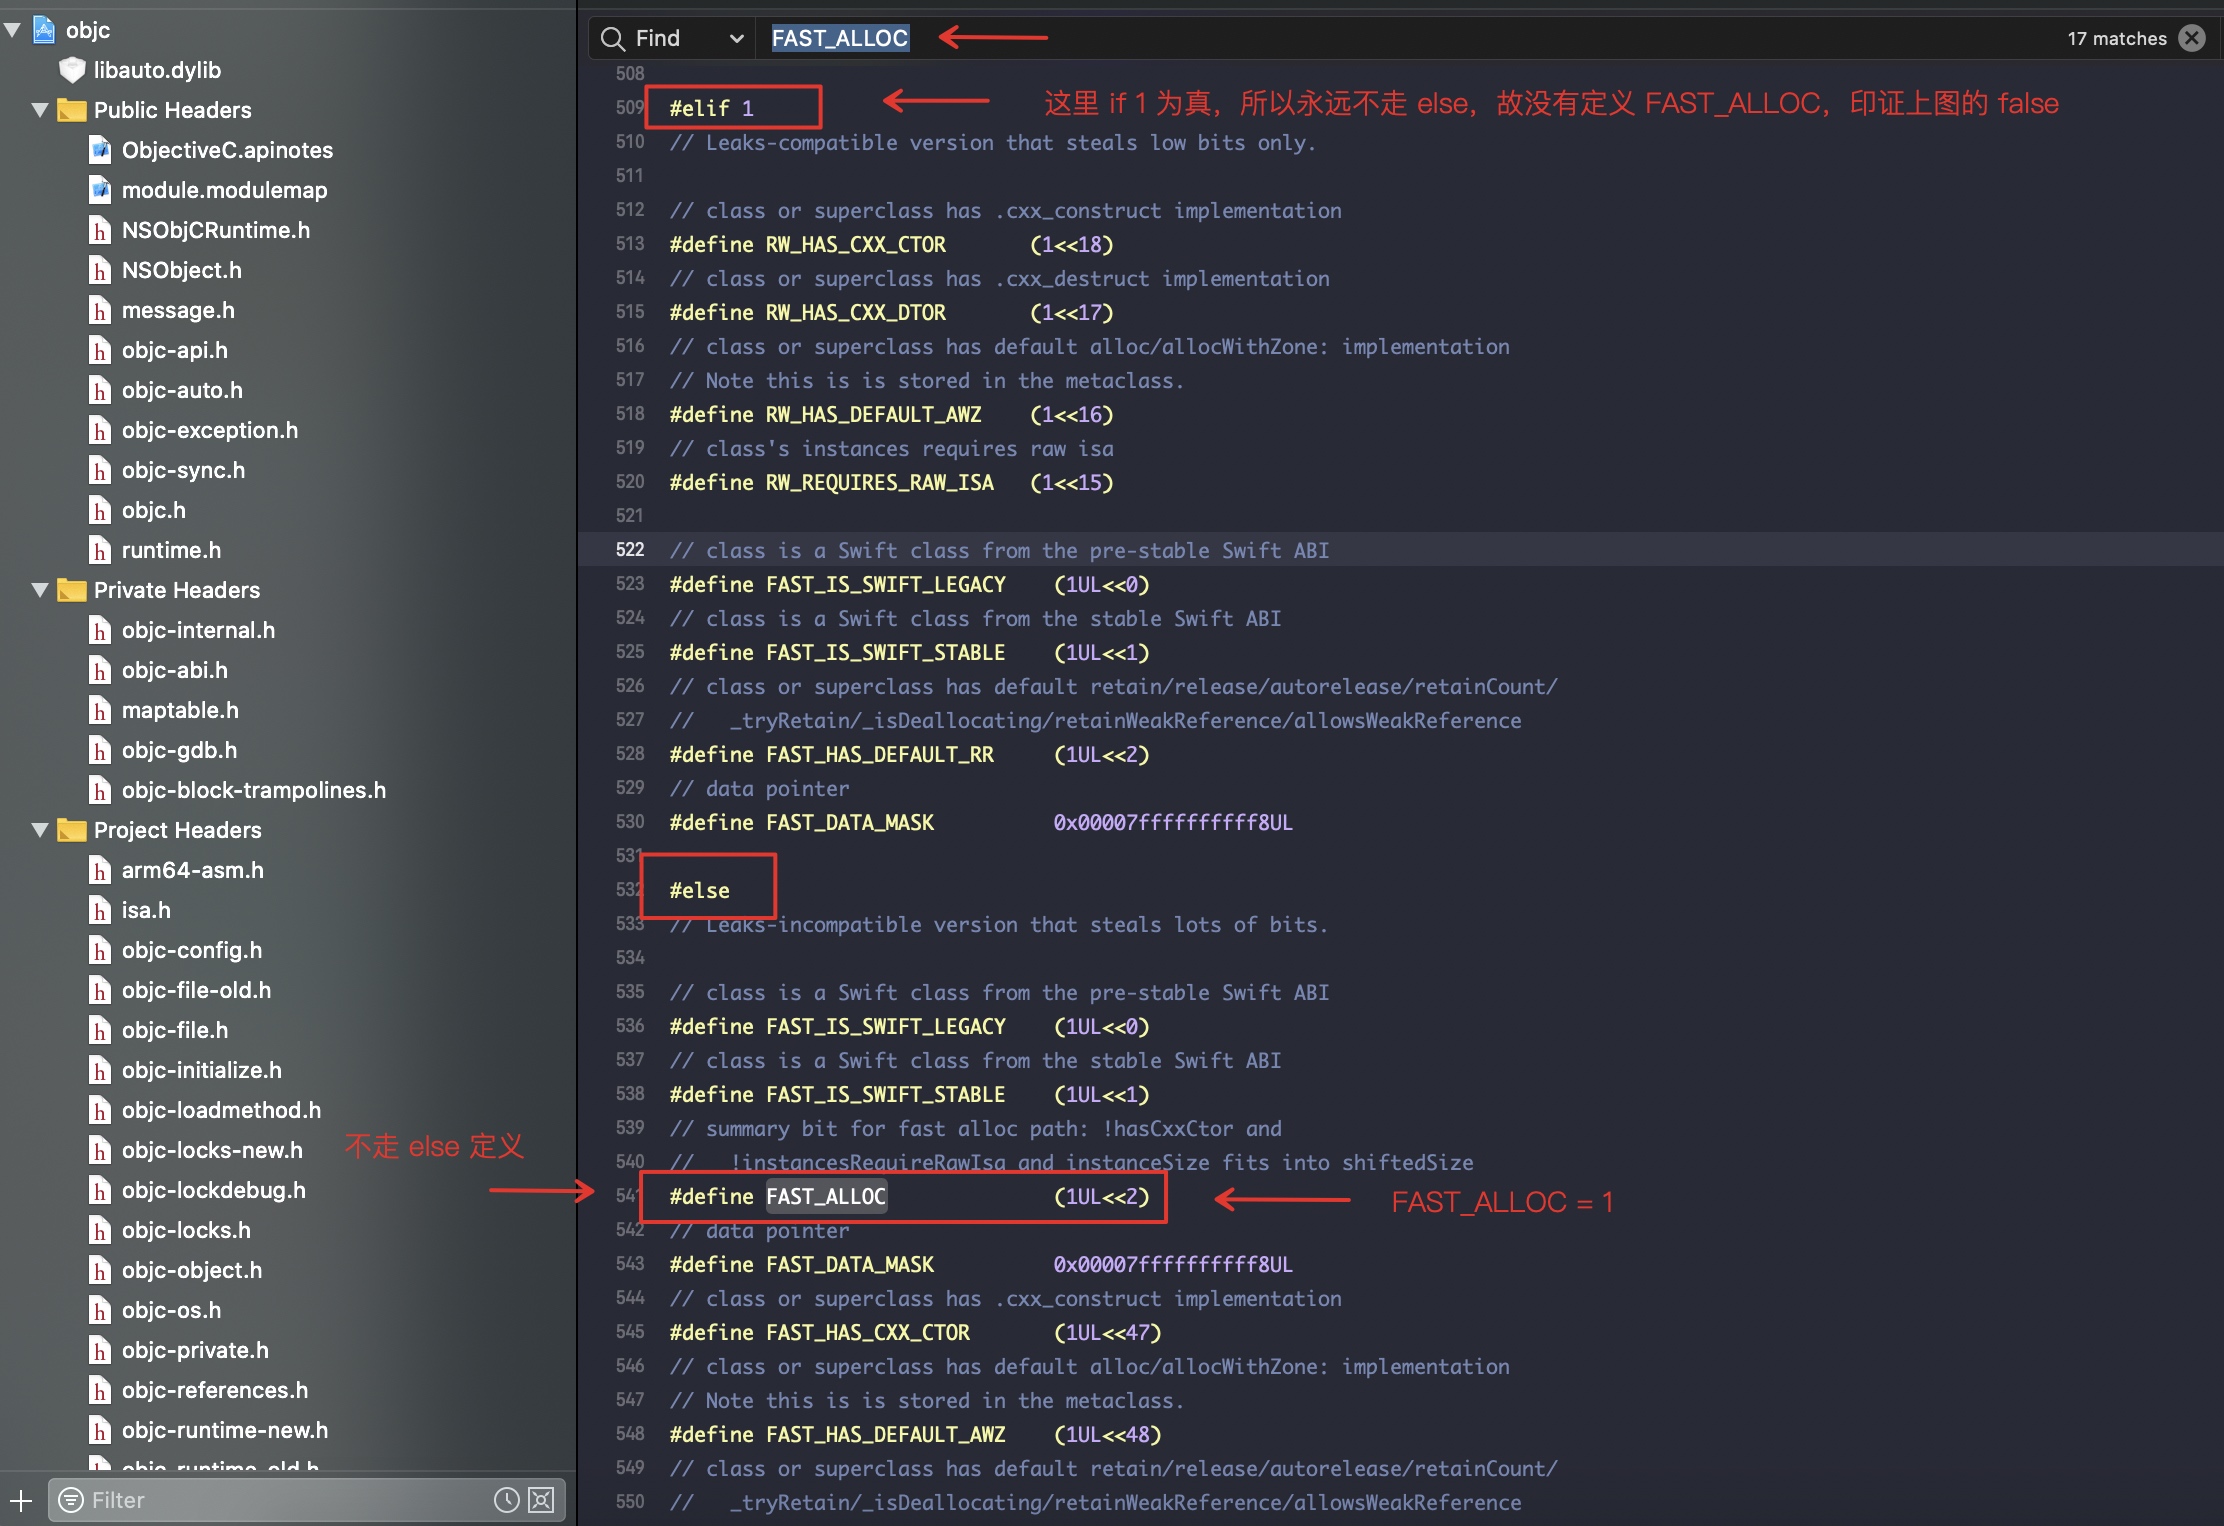 objc
libauto.dylib
Public Headers
ObjectiveC.apinotes
module.modulemap
NSObjCRuntime.h
NSObject.h
message.h
objc-api.h
objc-auto.h
objc-exception.h
objc-sync.h
objc.h
runtime.h
Private Headers
objc-internal.h
objc-abi.h
maptable.h
objc-gdb.h
objc-block-trampolines.h
Project Headers
arm64-asm.h
isa.h
objc-config.h
objc-file-old.h
objc-file.h
objc-initialize.h
objc-loadmethod.h
objc-locks-new.h
不走 else 定义
objc-lockdebug.h
objc-locks.h
objc-object.h
objc-os.h
objc-private.h
objc-references.h
objc-runtime-new.h
objc-runtime-old.h
Filter
Find FAST_ALLOC 17 matches
508
509 #elif 1 这里 if 1 为真，所以永远不走 else，故没有定义 FAST_ALLOC，印证上图的 false
510 // Leaks-compatible version that steals low bits only.
511
512 // class or superclass has .cxx_construct implementation
513 #define RW_HAS_CXX_CTOR (1<<18)
514 // class or superclass has .cxx_destruct implementation
515 #define RW_HAS_CXX_DTOR (1<<17)
516 // class or superclass has default alloc/allocWithZone: implementation
517 // Note this is is stored in the metaclass.
518 #define RW_HAS_DEFAULT_AWZ (1<<16)
519 // class's instances requires raw isa
520 #define RW_REQUIRES_RAW_ISA (1<<15)
521
522 // class is a Swift class from the pre-stable Swift ABI
523 #define FAST_IS_SWIFT_LEGACY (1UL<<0)
524 // class is a Swift class from the stable Swift ABI
525 #define FAST_IS_SWIFT_STABLE (1UL<<1)
526 // class or superclass has default retain/release/autorelease/retainCount/
527 // _tryRetain/_isDeallocating/retainWeakReference/allowsWeakReference
528 #define FAST_HAS_DEFAULT_RR (1UL<<2)
529 // data pointer
530 #define FAST_DATA_MASK 0x00007ffffffffff8UL
531
532 #else
533 // Leaks-incompatible version that steals lots of bits.
534
535 // class is a Swift class from the pre-stable Swift ABI
536 #define FAST_IS_SWIFT_LEGACY (1UL<<0)
537 // class is a Swift class from the stable Swift ABI
538 #define FAST_IS_SWIFT_STABLE (1UL<<1)
539 // summary bit for fast alloc path: !hasCxxCtor and
540 // !instancesRequireRawIsa and instanceSize fits into shiftedSize
541 #define FAST_ALLOC (1UL<<2) FAST_ALLOC = 1
542 // data pointer
543 #define FAST_DATA_MASK 0x00007ffffffffff8UL
544 // class or superclass has .cxx_construct implementation
545 #define FAST_HAS_CXX_CTOR (1UL<<47)
546 // class or superclass has default alloc/allocWithZone: implementation
547 // Note this is is stored in the metaclass.
548 #define FAST_HAS_DEFAULT_AWZ (1UL<<48)
549 // class or superclass has default retain/release/autorelease/retainCount/
550 // _tryRetain/_isDeallocating/retainWeakReference/allowsWeakReference